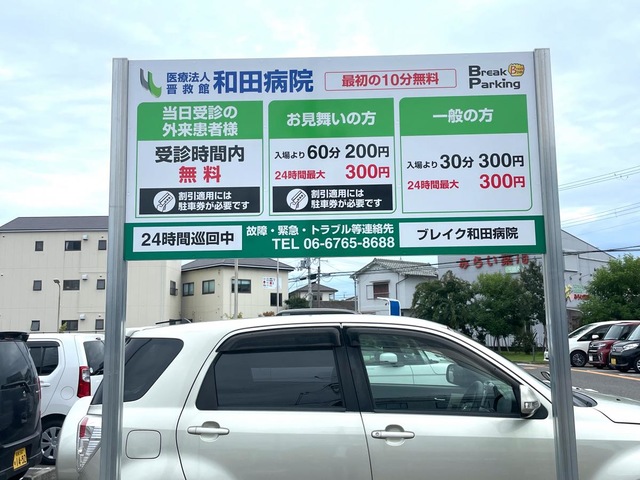 医療法人
晋救館
和田病院
最初の10分無料
Break
Parking
当日受診の
外来患者様
受診時間内
無料
割引適用には
駐車券が必要です
お見舞いの方
入場より 60分 200円
24時間最大 300円
割引適用には
駐車券が必要です
一般の方
入場より 30分 300円
24時間最大 300円
24時間巡回中
故障・緊急・トラブル等連絡先
TEL 06-6765-8688
ブレイク和田病院
みらい薬局